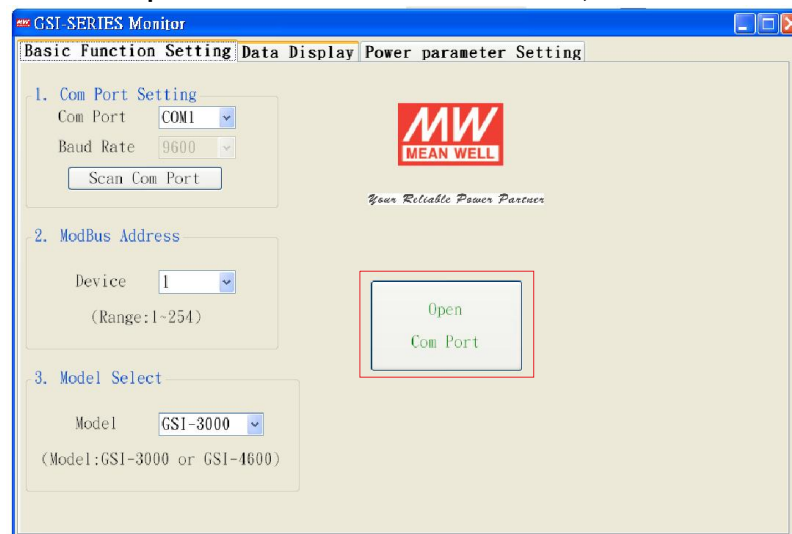 GSI-SERIES Monitor
Basic Function Setting Data Display Power parameter Setting
1. Com Port Setting
Com Port COM1
Baud Rate 9600
Scan Com Port
MW
MEAN WELL
Your Reliable Power Partner
2. ModBus Address
Device 1
(Range:1~254)
Open
Com Port
3. Model Select
Model GSI-3000
(Model:GSI-3000 or GSI-4600)